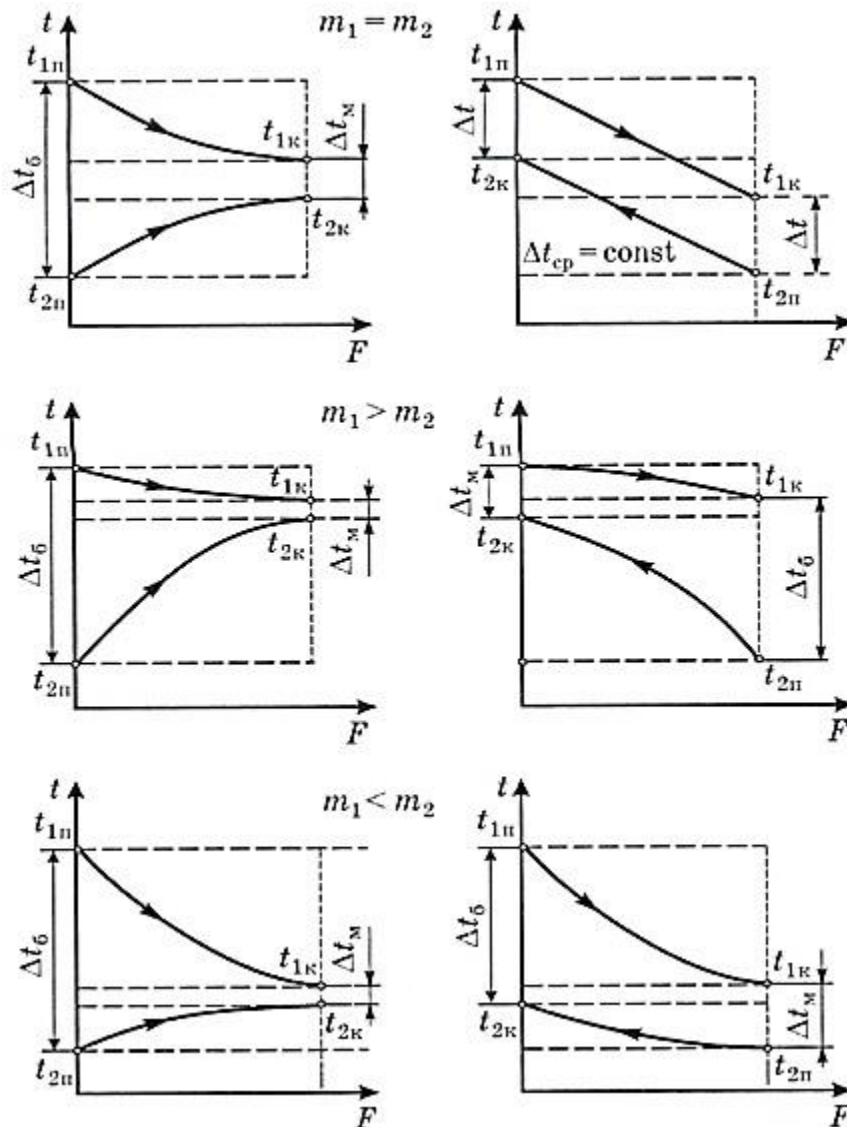 t
m₁ = m₂
t₁п
Δtб
t₁к
Δtм
t₂к
t₂п
F
t
t₁п
Δt
t₂к
t₁к
Δt
Δtср = const
t₂п
F
t
m₁ > m₂
t₁п
Δtб
t₁к
t₂к
Δtм
t₂п
F
t
t₁п
Δtм
t₁к
t₂к
Δtб
t₂п
F
t
m₁ < m₂
t₁п
Δtб
t₁к
Δtм
t₂к
t₂п
F
t
t₁п
Δtб
t₁к
t₂к
Δtм
t₂п
F